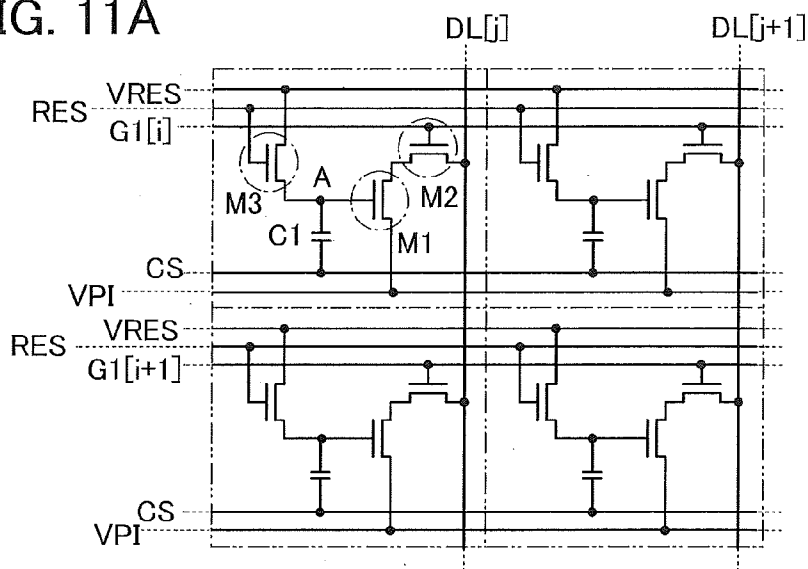 IG. 11A
DL[j]
DL[j+1]
VRES
RES
G1[i]
A
M3
M2
C1
M1
CS
VPI
VRES
RES
G1[i+1]
CS
VPI